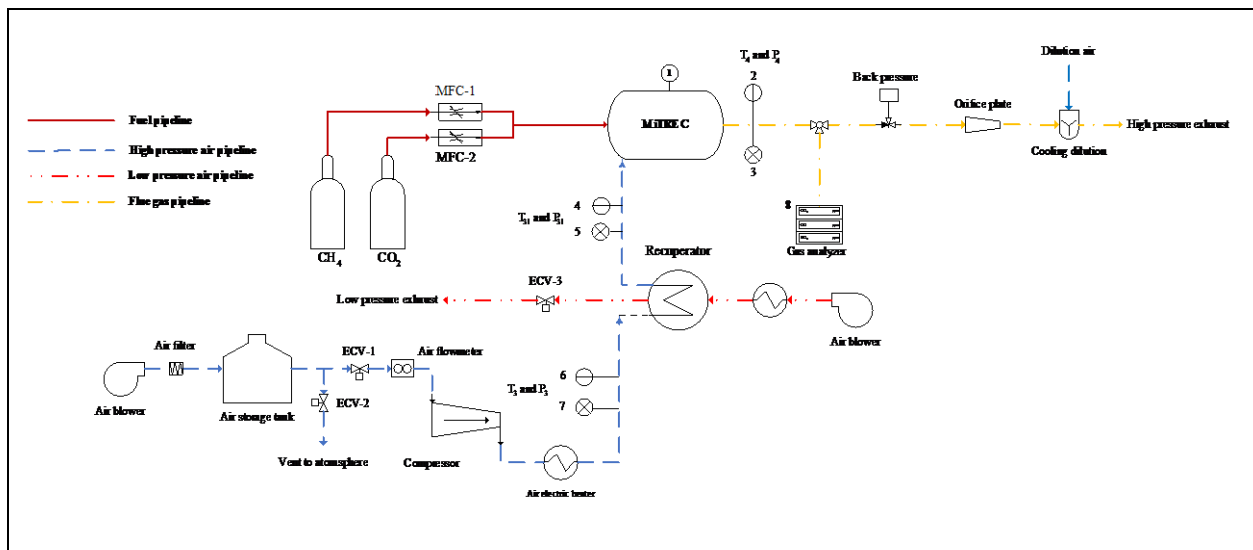 Fuel pipeline
High pressure air pipeline
Low pressure air pipeline
Flue gas pipeline
MFC-1
MFC-2
CH4
CO2
1
MiTREC
T4 and P4
2
3
Back pressure
Orifice plate
Dilution air
High pressure exhaust
Cooling dilution
8
Gas analyzer
4
T31 and P31
5
Recuperator
ECV-3
Low pressure exhaust
Air blower
Air filter
Air blower
Air storage tank
ECV-1
Air flowmeter
ECV-2
Vent to atomsphere
Compressor
6
T3 and P3
7
Air electric heater